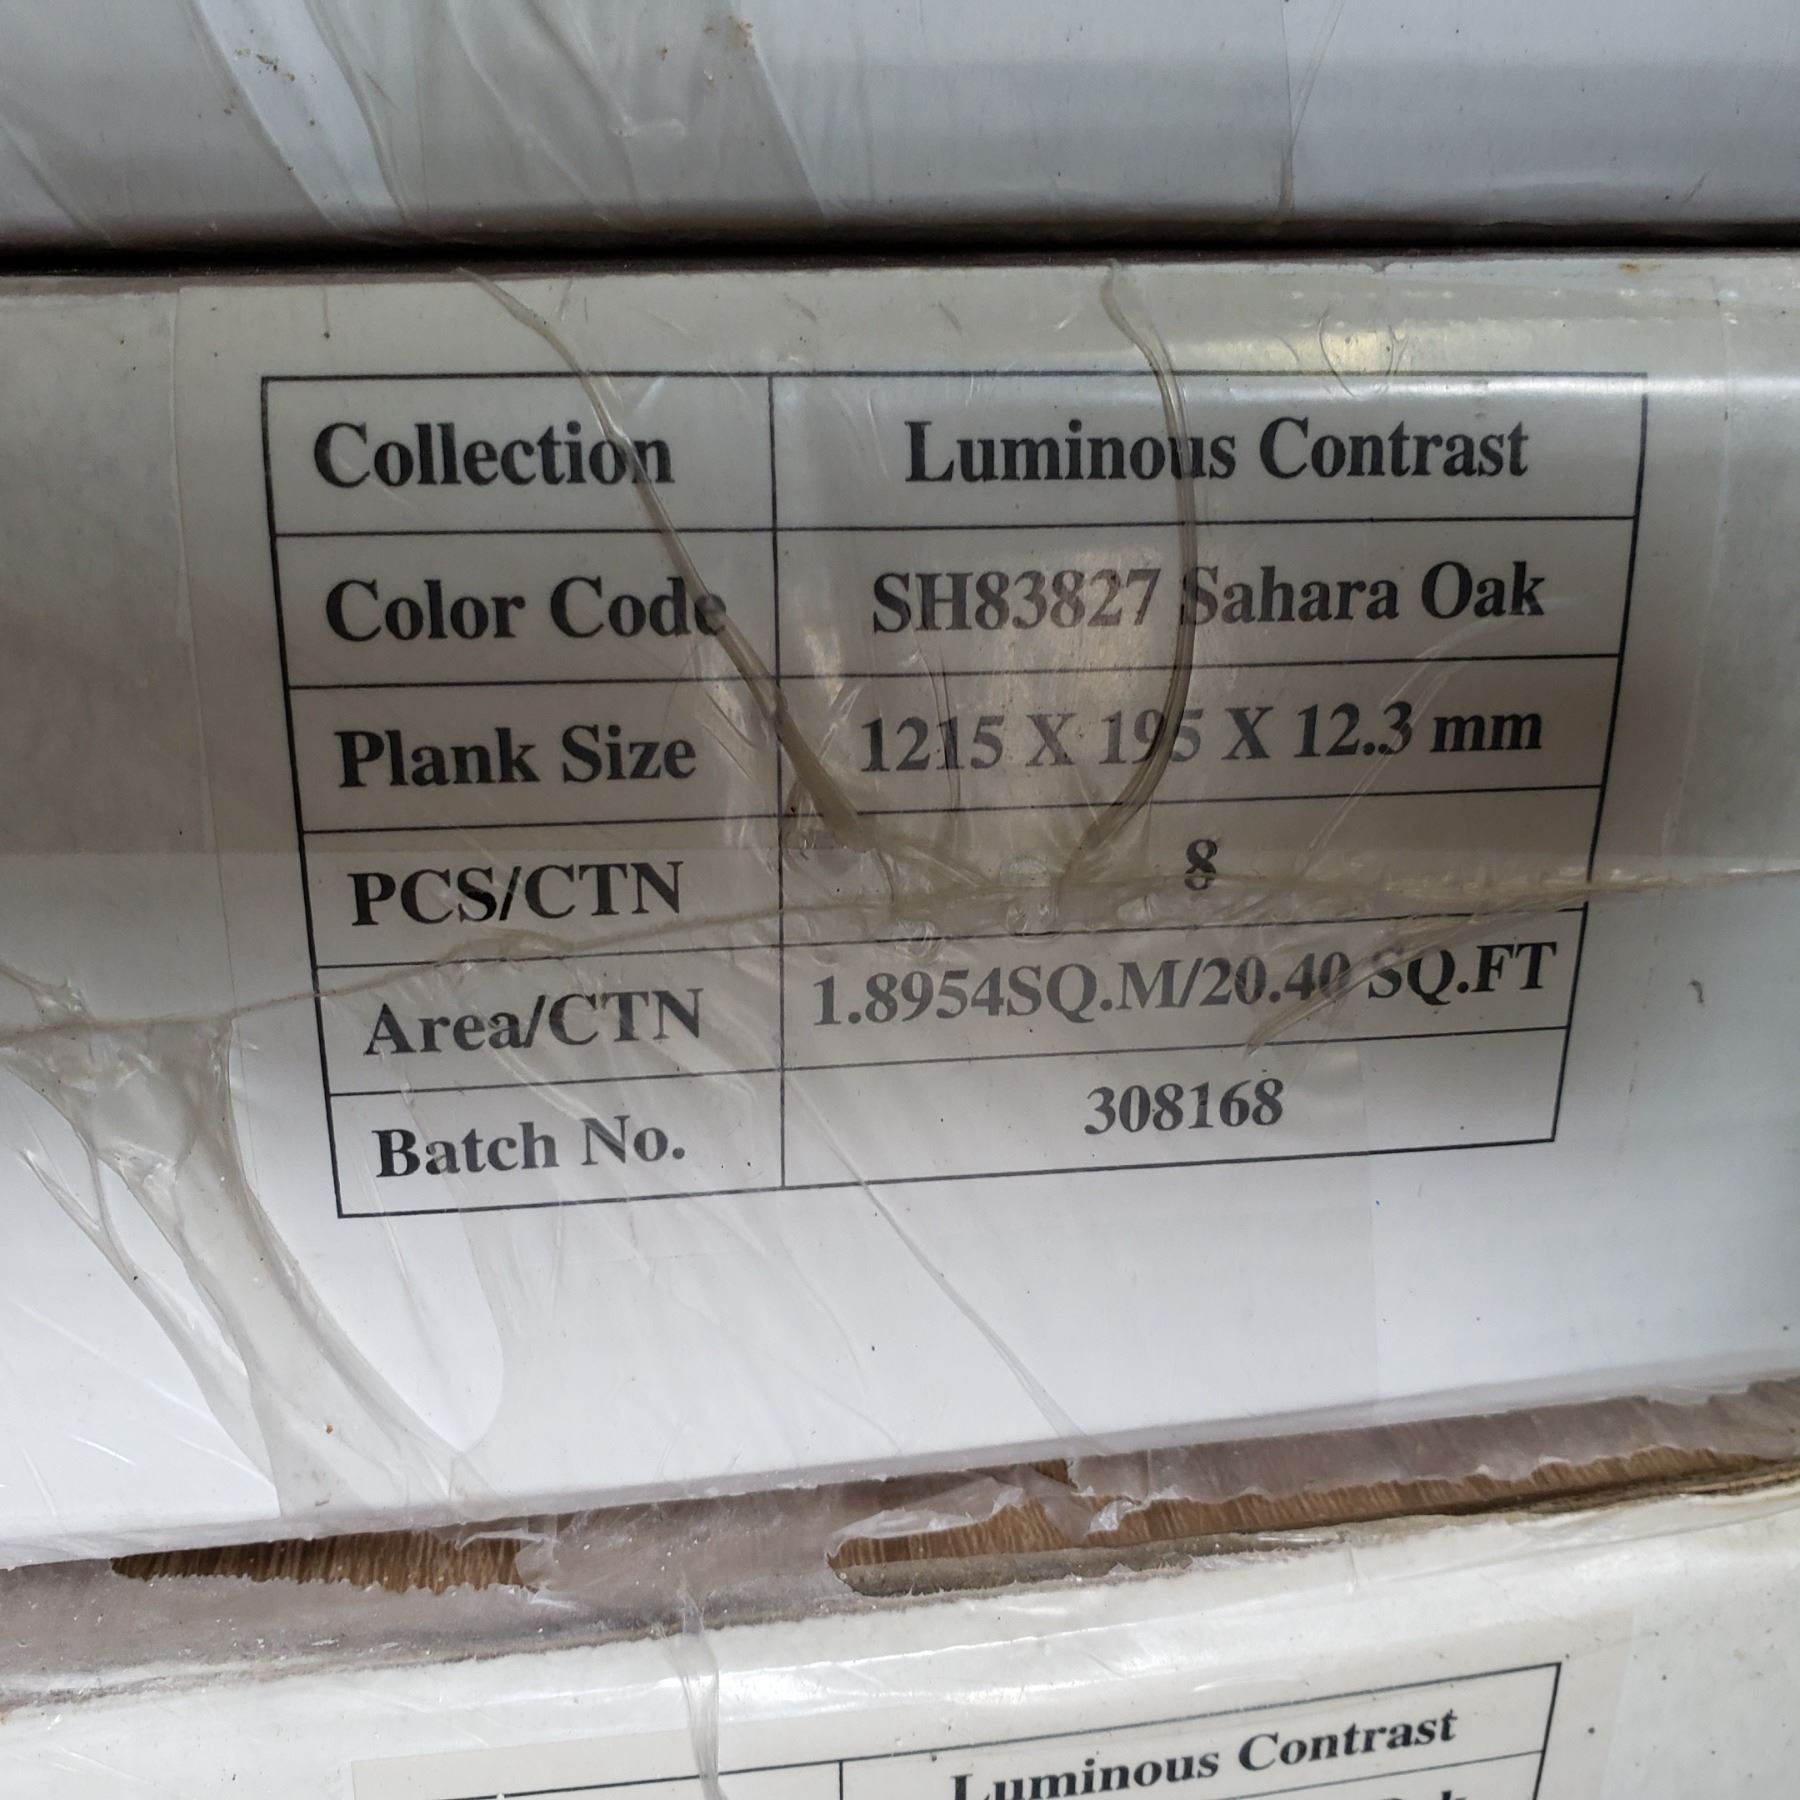 Collection Luminous Contrast
Color Code SH83827 Sahara Oak
Plank Size 1215 X 195 X 12.3 mm
PCS/CTN 8
Area/CTN 1.8954SQ.M/20.40 SQ.FT
Batch No. 308168
Luminous Contrast